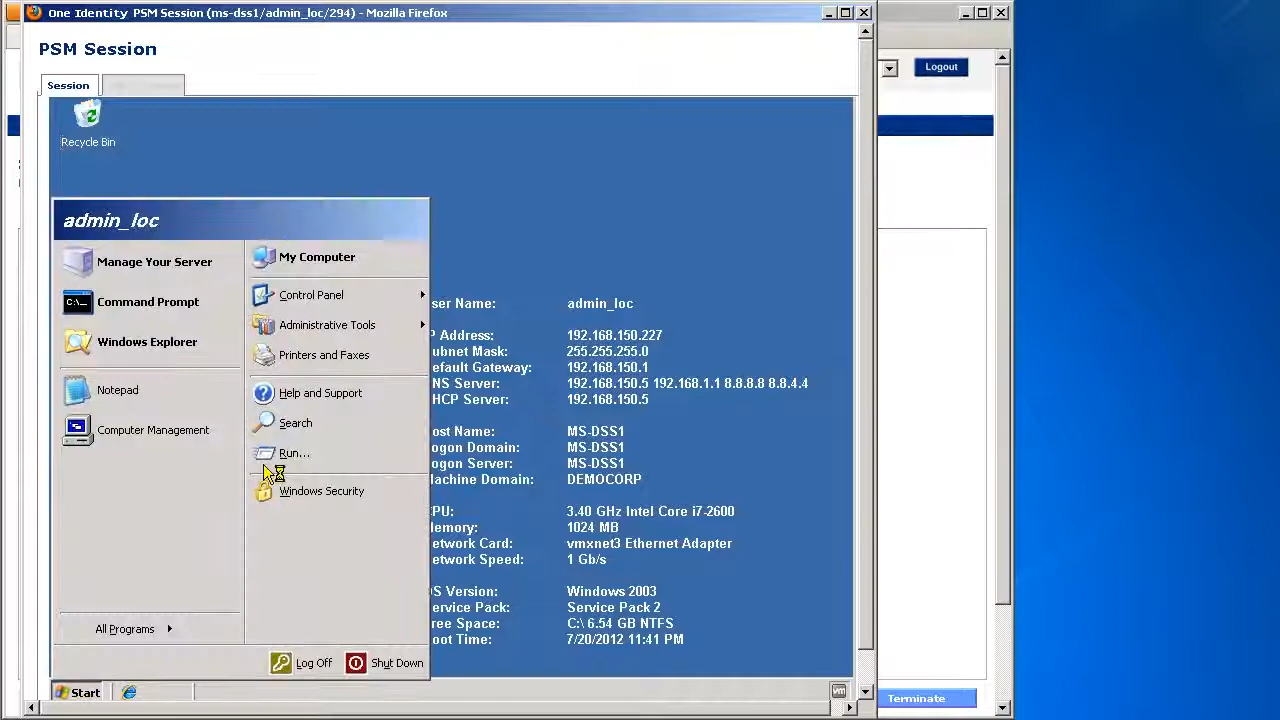 One Identity PSM Session (ms-dss1/admin_loc/294) - Mozilla Firefox
PSM Session
Logout
Session
Recycle Bin
admin_loc
Manage Your Server
Command Prompt
Windows Explorer
Notepad
Computer Management
All Programs
My Computer
Control Panel
Administrative Tools
Printers and Faxes
Help and Support
Search
Run...
Windows Security
Log Off
Shut Down
ser Name: admin_loc
P Address: 192.168.150.227
ubnet Mask: 255.255.255.0
efault Gateway: 192.168.150.1
NS Server: 192.168.150.5 192.168.1.1 8.8.8.8 8.8.4.4
HCP Server: 192.168.150.5
ost Name: MS-DSS1
ogon Domain: MS-DSS1
ogon Server: MS-DSS1
achine Domain: DEMOCORP
CPU: 3.40 GHz Intel Core i7-2600
emory: 1024 MB
etwork Card: vmxnet3 Ethernet Adapter
etwork Speed: 1 Gb/s
S Version: Windows 2003
ervice Pack: Service Pack 2
ree Space: C:\ 6.54 GB NTFS
oot Time: 7/20/2012 11:41 PM
Start
vm
Terminate